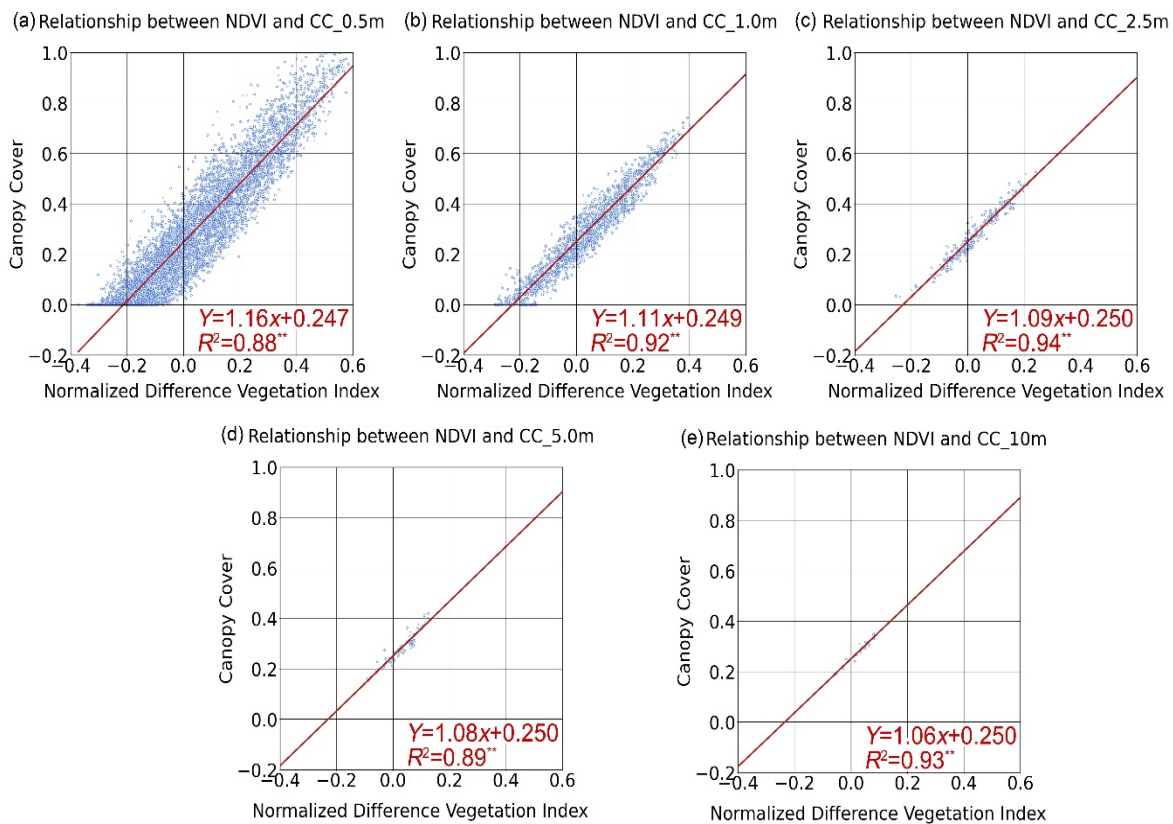 (a) Relationship between NDVI and CC_0.5m
1.0
0.8
0.6
0.4
0.2
0.0
−0.2
Canopy Cover
Y=1.16x+0.247
R²=0.88**
−0.4 −0.2 0.0 0.2 0.4 0.6
Normalized Difference Vegetation Index
(b) Relationship between NDVI and CC_1.0m
1.0
0.8
0.6
0.4
0.2
0.0
−0.2
Canopy Cover
Y=1.11x+0.249
R²=0.92**
−0.4 −0.2 0.0 0.2 0.4 0.6
Normalized Difference Vegetation Index
(c) Relationship between NDVI and CC_2.5m
1.0
0.8
0.6
0.4
0.2
0.0
−0.2
Canopy Cover
Y=1.09x+0.250
R²=0.94**
−0.4 −0.2 0.0 0.2 0.4 0.6
Normalized Difference Vegetation Index
(d) Relationship between NDVI and CC_5.0m
1.0
0.8
0.6
0.4
0.2
0.0
−0.2
Canopy Cover
Y=1.08x+0.250
R²=0.89**
−0.4 −0.2 0.0 0.2 0.4 0.6
Normalized Difference Vegetation Index
(e) Relationship between NDVI and CC_10m
1.0
0.8
0.6
0.4
0.2
0.0
−0.2
Canopy Cover
Y=1.06x+0.250
R²=0.93**
−0.4 −0.2 0.0 0.2 0.4 0.6
Normalized Difference Vegetation Index